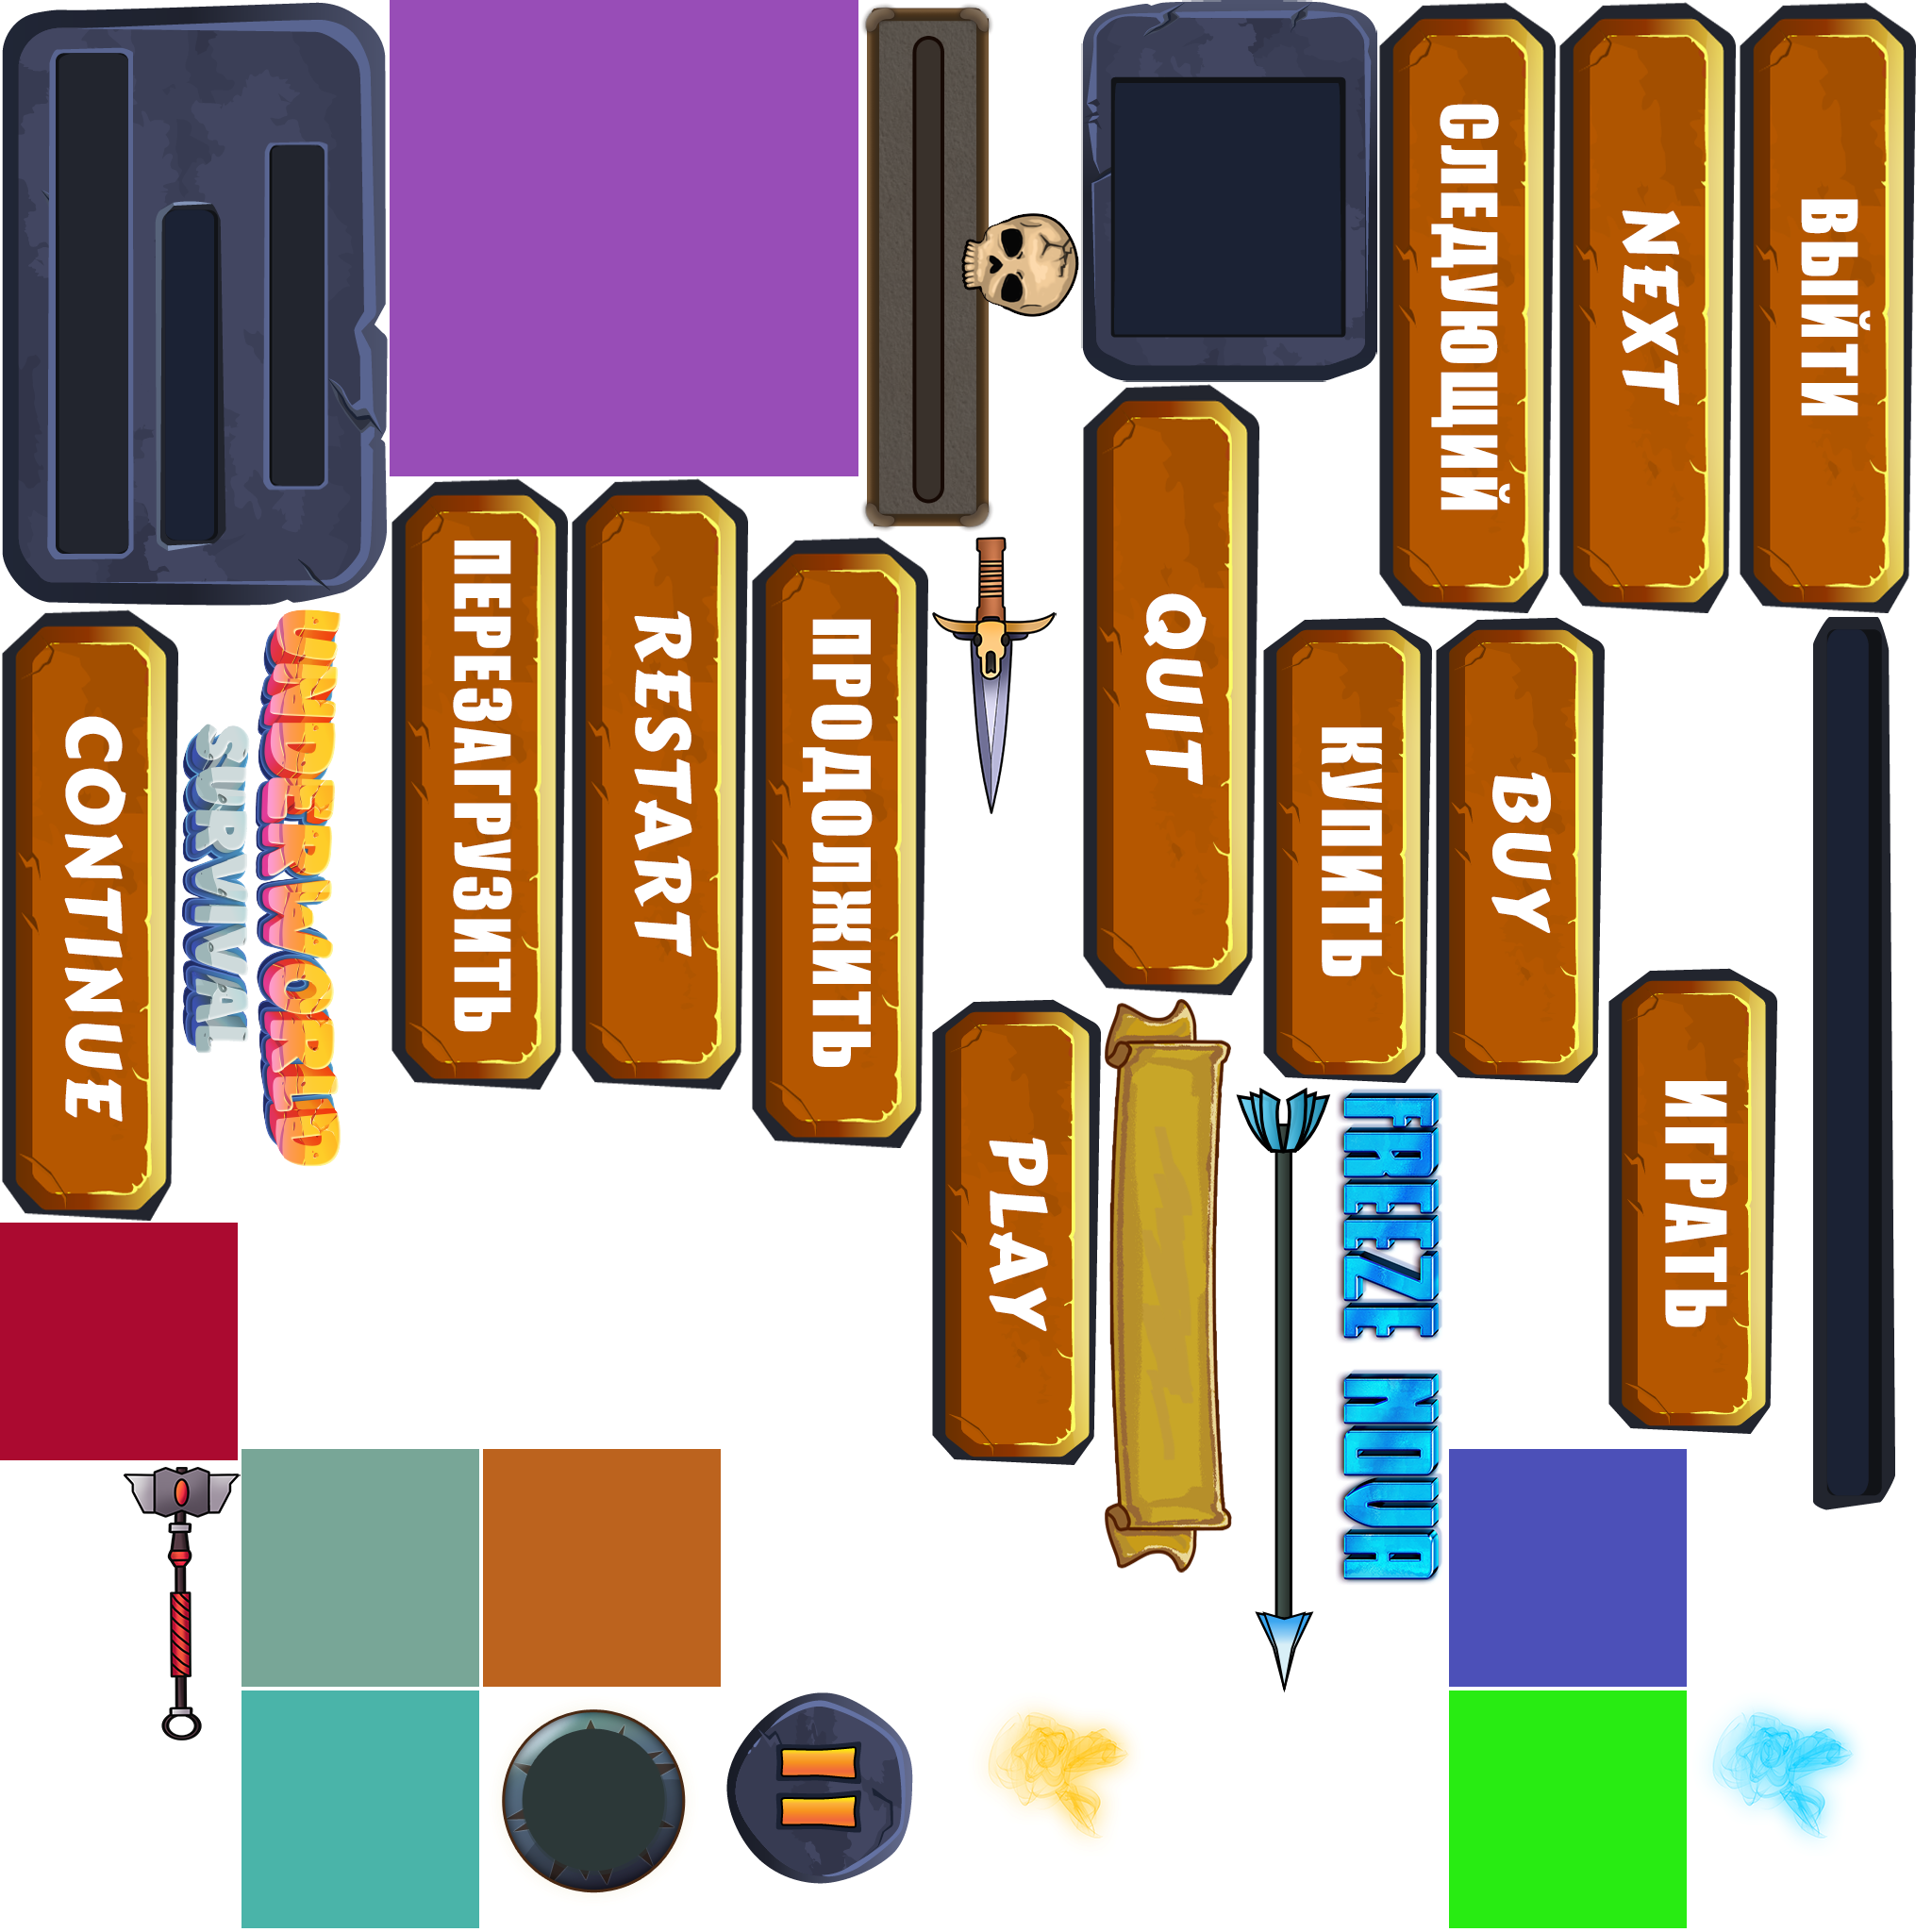 СЛЕДУЮЩИЙ
NEXT
ВЫЙТИ
ПЕРЕЗАГРУЗИТЬ
RESTART
ПРОДОЛЖИТЬ
QUIT
КУПИТЬ
BUY
CONTINUE
UNDERWORLD
SURVIVAL
PLAY
FREEZE NOVA
ИГРАТЬ